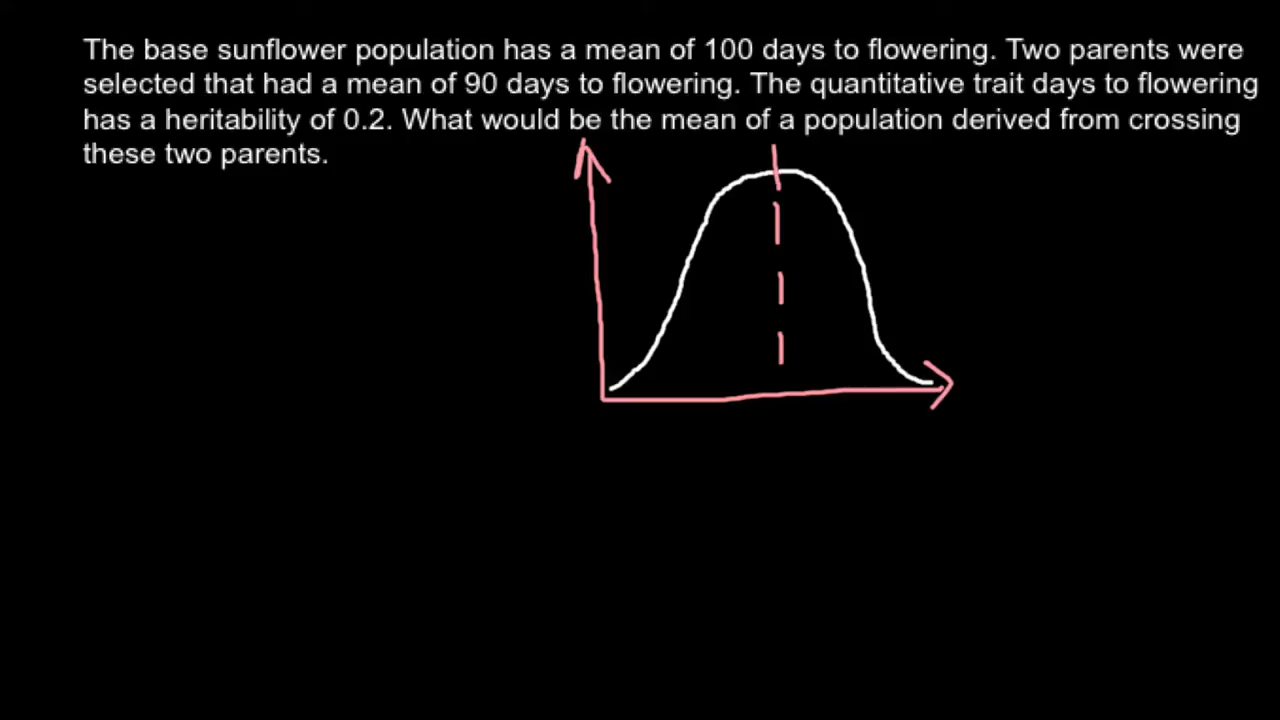 The base sunflower population has a mean of 100 days to flowering. Two parents were
selected that had a mean of 90 days to flowering. The quantitative trait days to flowering
has a heritability of 0.2. What would be the mean of a population derived from crossing
these two parents.